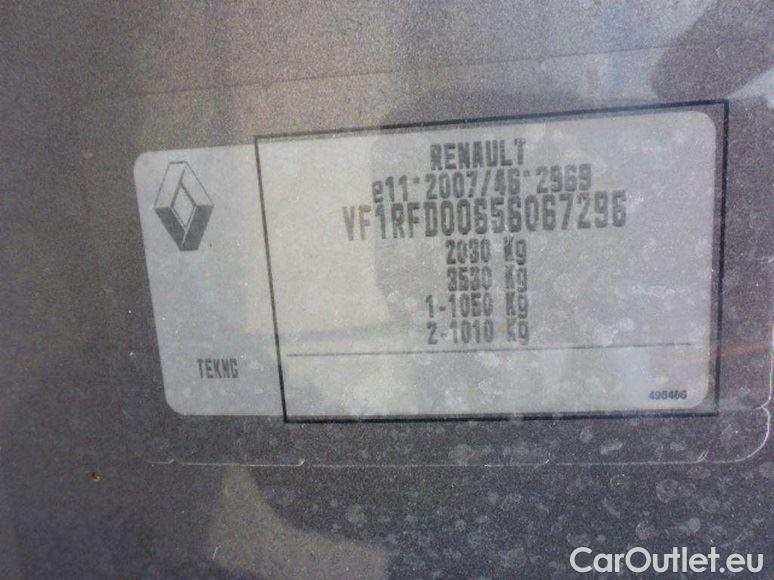 RENAULT
e11*2007/46*2969
VF1RFD00656067296
2030 Kg
3530 Kg
1-1050 Kg
2-1010 Kg
TEKNG
496406
CarOutlet.eu